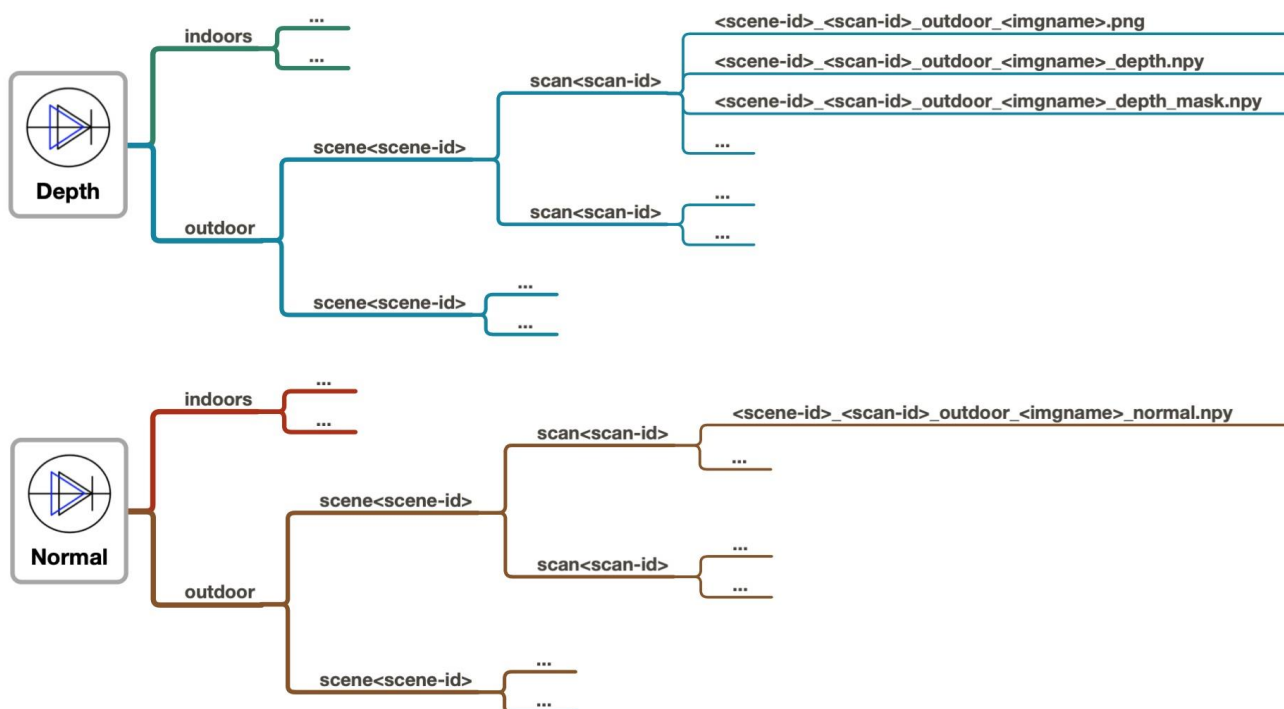 ...
indoors
...
<scene-id>_<scan-id>_outdoor_<imgname>.png
<scene-id>_<scan-id>_outdoor_<imgname>_depth.npy
scan<scan-id>
<scene-id>_<scan-id>_outdoor_<imgname>_depth_mask.npy
...
scene<scene-id>
Depth
scan<scan-id>
...
...
outdoor
scene<scene-id>
...
...
indoors
...
...
<scene-id>_<scan-id>_outdoor_<imgname>_normal.npy
scan<scan-id>
...
scene<scene-id>
Normal
scan<scan-id>
...
...
outdoor
scene<scene-id>
...
...